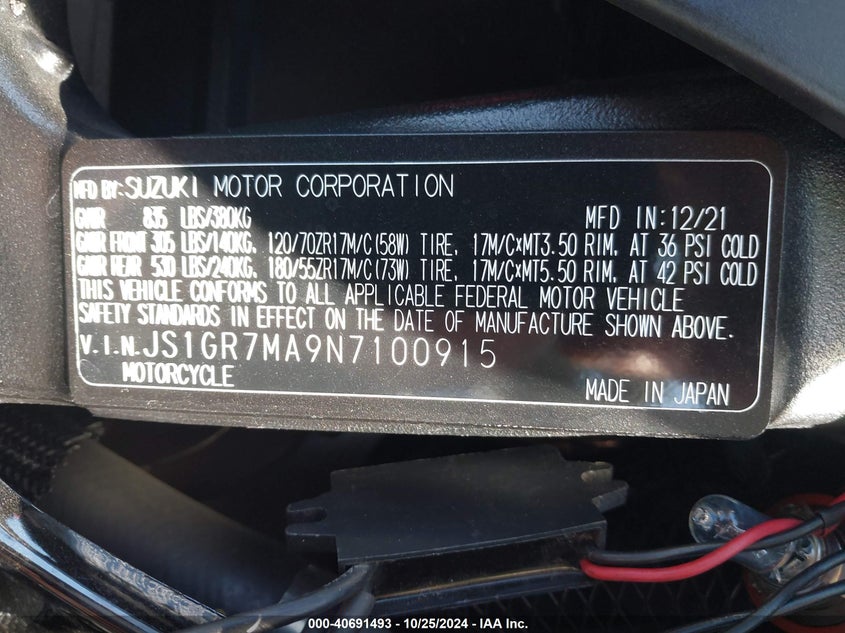 MFD BY: SUZUKI MOTOR CORPORATION
GVWR 835 LBS/380KG MFD IN: 12/21
GAWR FRONT 305 LBS/140KG, 120/70ZR17M/C(58W) TIRE, 17M/C×MT3.50 RIM, AT 36 PSI COLD
GAWR REAR 530 LBS/240KG, 180/55ZR17M/C(73W) TIRE, 17M/C×MT5.50 RIM, AT 42 PSI COLD
THIS VEHICLE CONFORMS TO ALL APPLICABLE FEDERAL MOTOR VEHICLE
SAFETY STANDARDS IN EFFECT ON THE DATE OF MANUFACTURE SHOWN ABOVE.
V.I.N. JS1GR7MA9N7100915
MOTORCYCLE MADE IN JAPAN
000-40691493 - 10/25/2024 - IAA Inc.